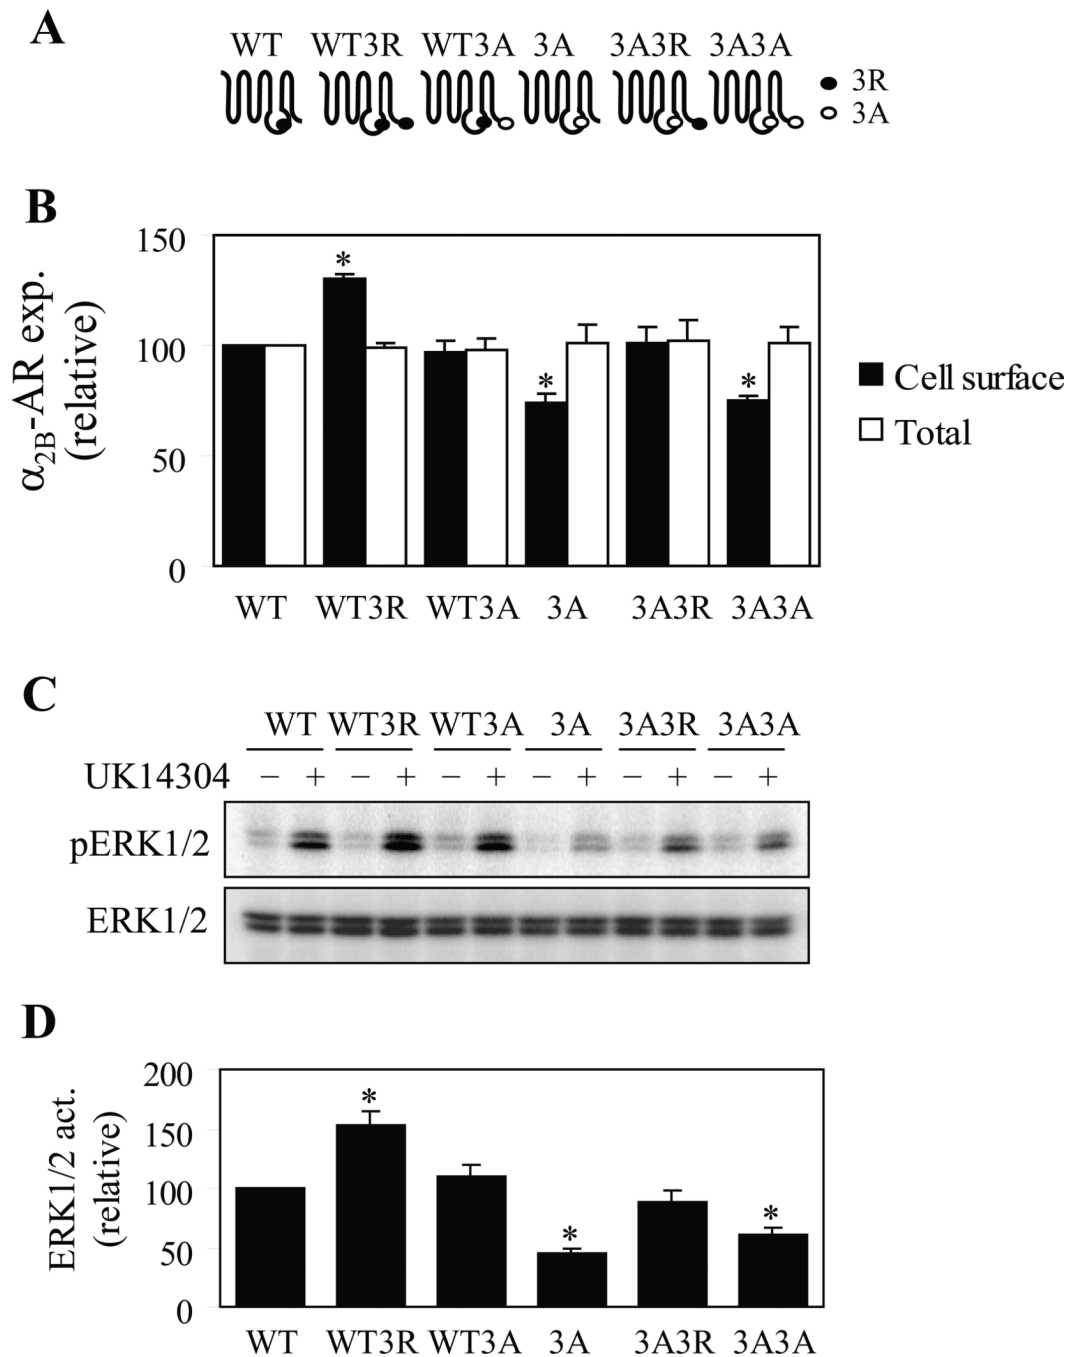 A
WT WT3R WT3A 3A 3A3R 3A3A
3R
3A
B
α2B-AR exp.
(relative)
150
100
50
0
* * *
Cell surface
Total
WT WT3R WT3A 3A 3A3R 3A3A
C
WT WT3R WT3A 3A 3A3R 3A3A
UK14304 − + − + − + − + − + − +
pERK1/2
ERK1/2
D
ERK1/2 act.
(relative)
200
150
100
50
0
* * *
WT WT3R WT3A 3A 3A3R 3A3A